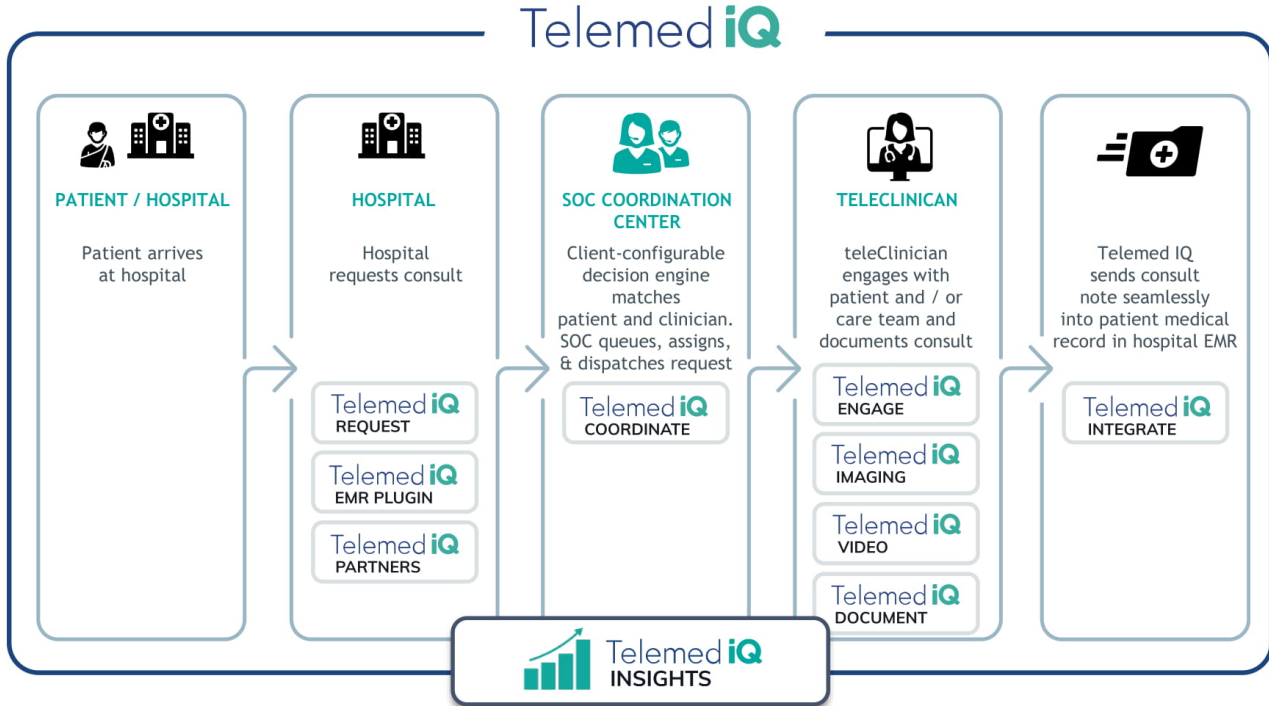 Telemed iQ
PATIENT / HOSPITAL
Patient arrives
at hospital
HOSPITAL
Hospital
requests consult
Telemed iQ
REQUEST
Telemed iQ
EMR PLUGIN
Telemed iQ
PARTNERS
SOC COORDINATION
CENTER
Client-configurable
decision engine
matches
patient and clinician.
SOC queues, assigns,
& dispatches request
Telemed iQ
COORDINATE
TELECLINICAN
teleClinician
engages with
patient and / or
care team and
documents consult
Telemed iQ
ENGAGE
Telemed iQ
IMAGING
Telemed iQ
VIDEO
Telemed iQ
DOCUMENT
Telemed IQ
sends consult
note seamlessly
into patient medical
record in hospital EMR
Telemed iQ
INTEGRATE
Telemed iQ
INSIGHTS